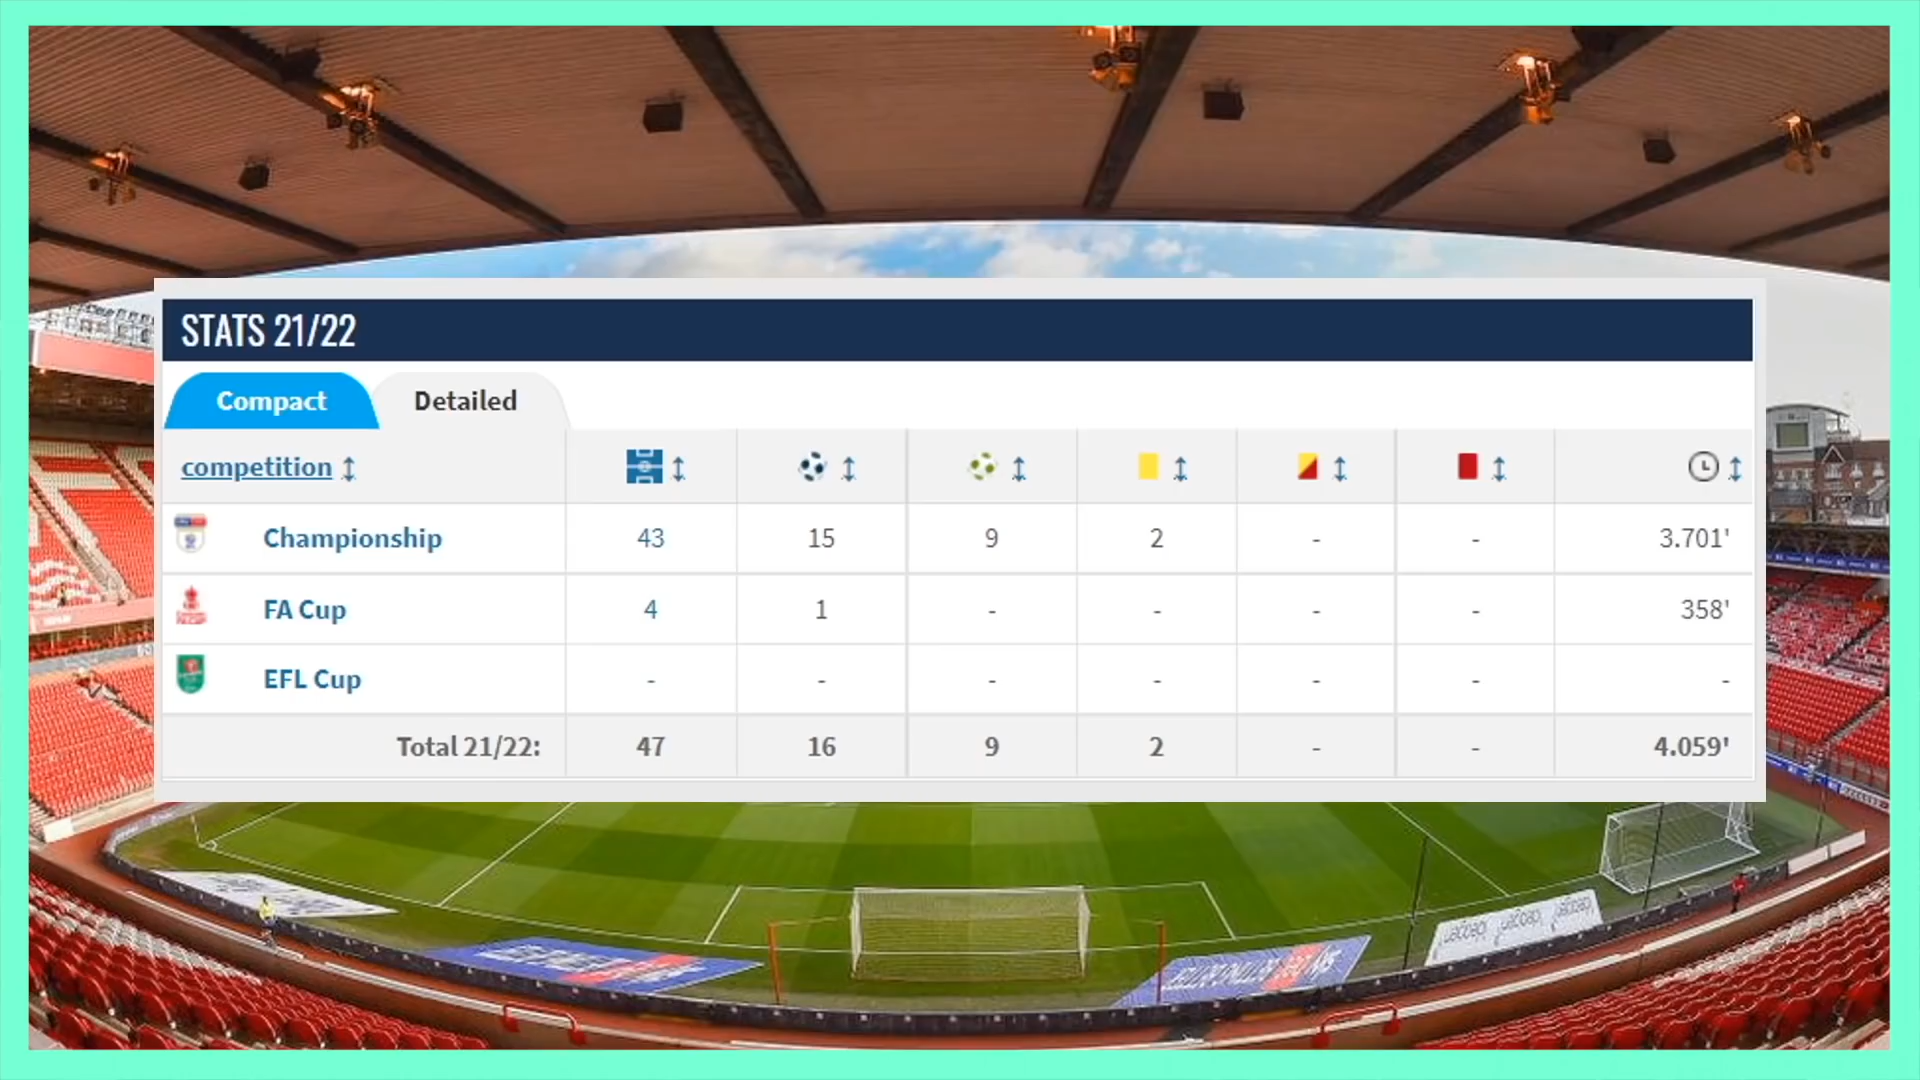 STATS 21/22
Compact Detailed
competition
Championship 43 15 9 2 - - 3.701'
FA Cup 4 1 - - - - 358'
EFL Cup - - - - - - -
Total 21/22: 47 16 9 2 - - 4.059'